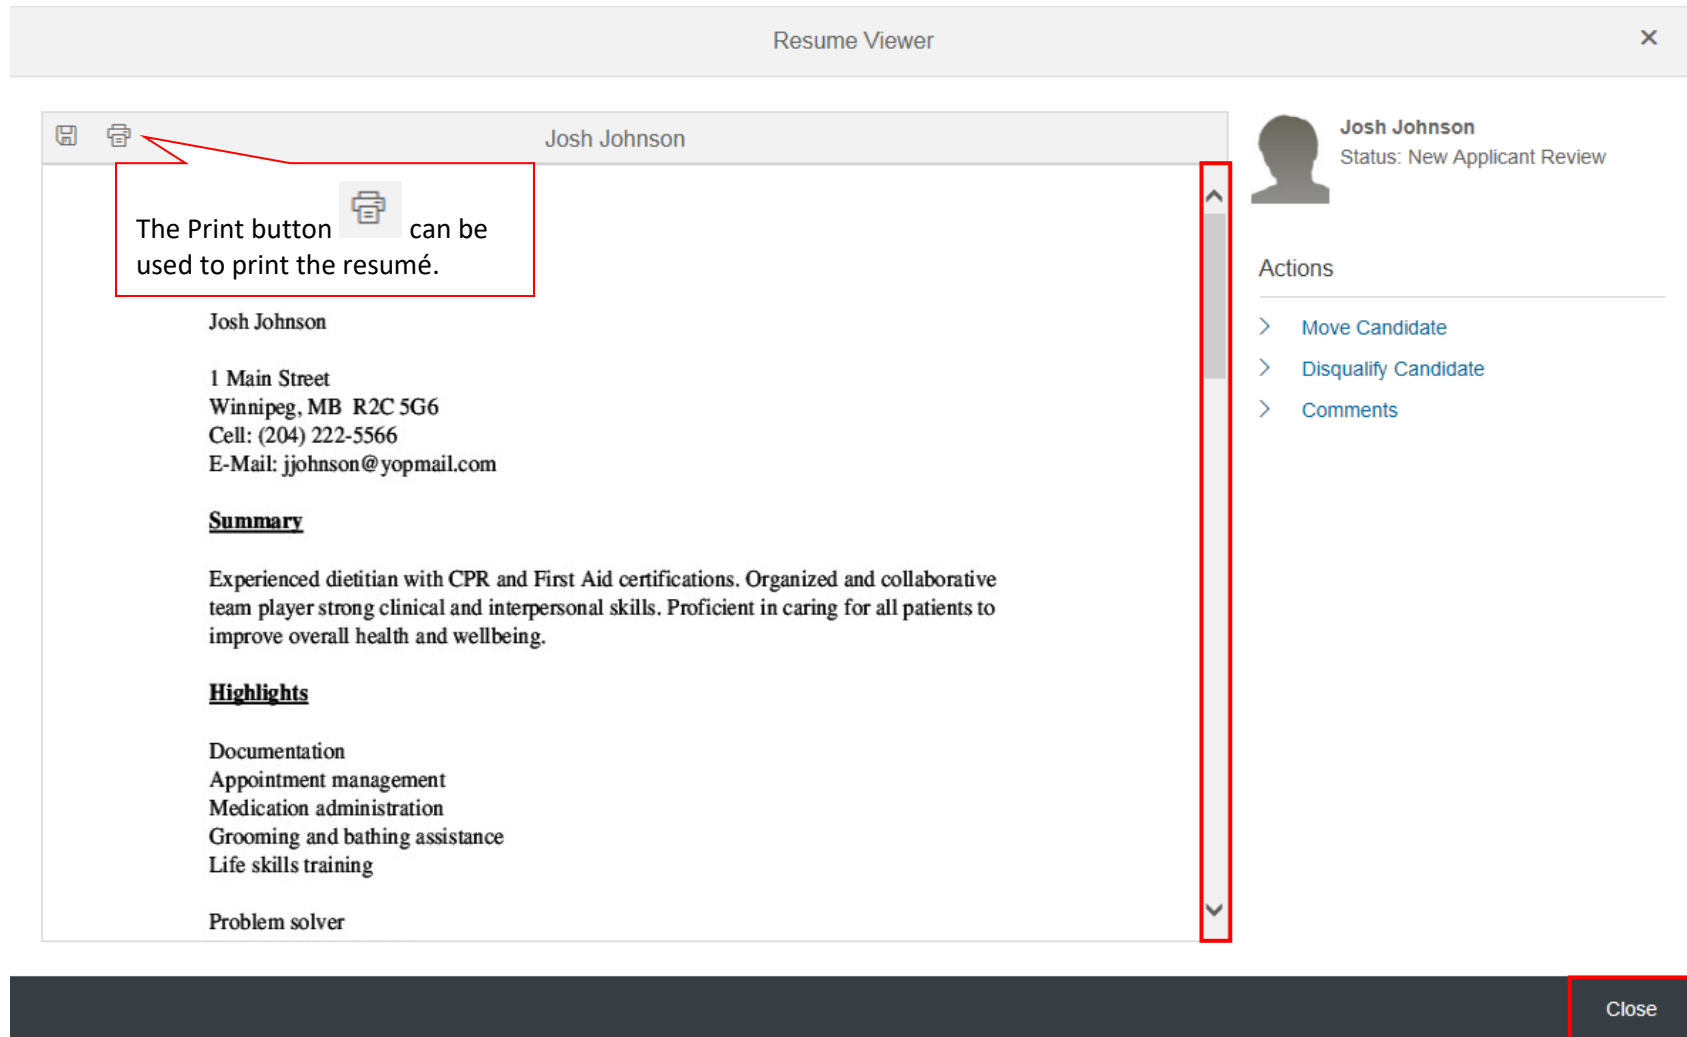 Resume Viewer
Josh Johnson
The Print button can be
used to print the resumé.
Josh Johnson
1 Main Street
Winnipeg, MB  R2C 5G6
Cell: (204) 222-5566
E-Mail: jjohnson@yopmail.com
Summary
Experienced dietitian with CPR and First Aid certifications. Organized and collaborative
team player strong clinical and interpersonal skills. Proficient in caring for all patients to
improve overall health and wellbeing.
Highlights
Documentation
Appointment management
Medication administration
Grooming and bathing assistance
Life skills training
Problem solver
Josh Johnson
Status: New Applicant Review
Actions
Move Candidate
Disqualify Candidate
Comments
Close